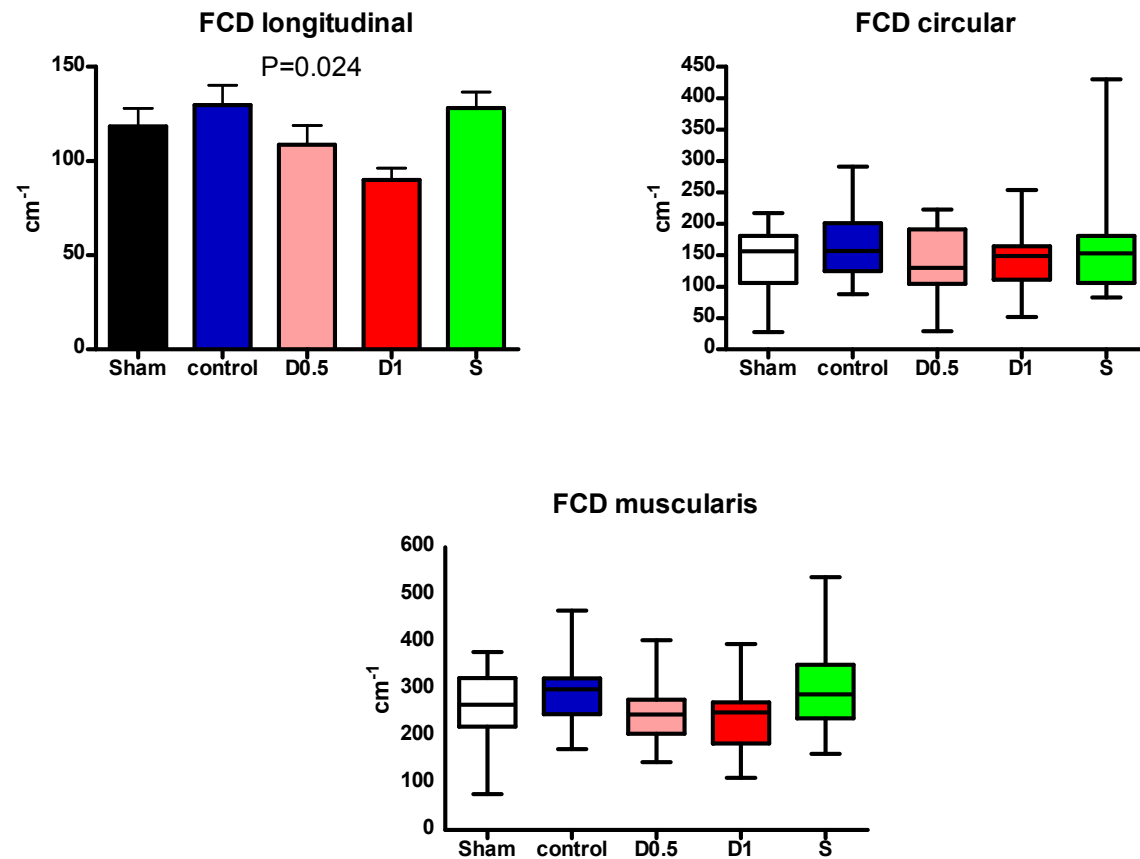 FCD longitudinal
P=0.024
150
100
50
0
cm⁻¹
Sham control D0.5 D1 S
FCD circular
450
400
350
300
250
200
150
100
50
0
cm⁻¹
Sham control D0.5 D1 S
FCD muscularis
600
500
400
300
200
100
0
cm⁻¹
Sham control D0.5 D1 S